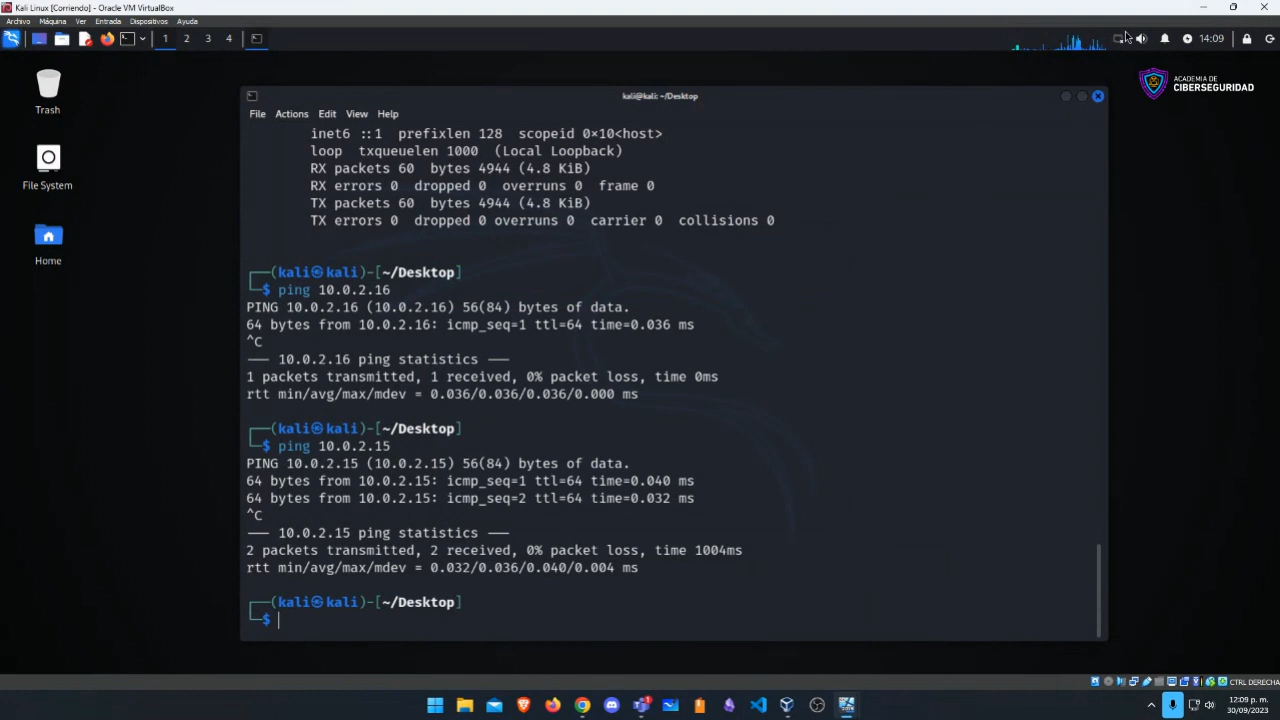 Kali Linux [Corriendo] - Oracle VM VirtualBox
Archivo Máquina Ver Entrada Dispositivos Ayuda
1 2 3 4
14:09
Trash
File System
Home
ACADEMIA DE
CIBERSEGURIDAD
kali@kali: ~/Desktop
File Actions Edit View Help
inet6 ::1 prefixlen 128 scopeid 0×10<host>
loop txqueuelen 1000 (Local Loopback)
RX packets 60 bytes 4944 (4.8 KiB)
RX errors 0 dropped 0 overruns 0 frame 0
TX packets 60 bytes 4944 (4.8 KiB)
TX errors 0 dropped 0 overruns 0 carrier 0 collisions 0
┌──(kali㉿kali)-[~/Desktop]
└─$ ping 10.0.2.16
PING 10.0.2.16 (10.0.2.16) 56(84) bytes of data.
64 bytes from 10.0.2.16: icmp_seq=1 ttl=64 time=0.036 ms
^C
--- 10.0.2.16 ping statistics ---
1 packets transmitted, 1 received, 0% packet loss, time 0ms
rtt min/avg/max/mdev = 0.036/0.036/0.036/0.000 ms
┌──(kali㉿kali)-[~/Desktop]
└─$ ping 10.0.2.15
PING 10.0.2.15 (10.0.2.15) 56(84) bytes of data.
64 bytes from 10.0.2.15: icmp_seq=1 ttl=64 time=0.040 ms
64 bytes from 10.0.2.15: icmp_seq=2 ttl=64 time=0.032 ms
^C
--- 10.0.2.15 ping statistics ---
2 packets transmitted, 2 received, 0% packet loss, time 1004ms
rtt min/avg/max/mdev = 0.032/0.036/0.040/0.004 ms
┌──(kali㉿kali)-[~/Desktop]
└─$
CTRL DERECHA
12:09 p. m.
30/09/2023